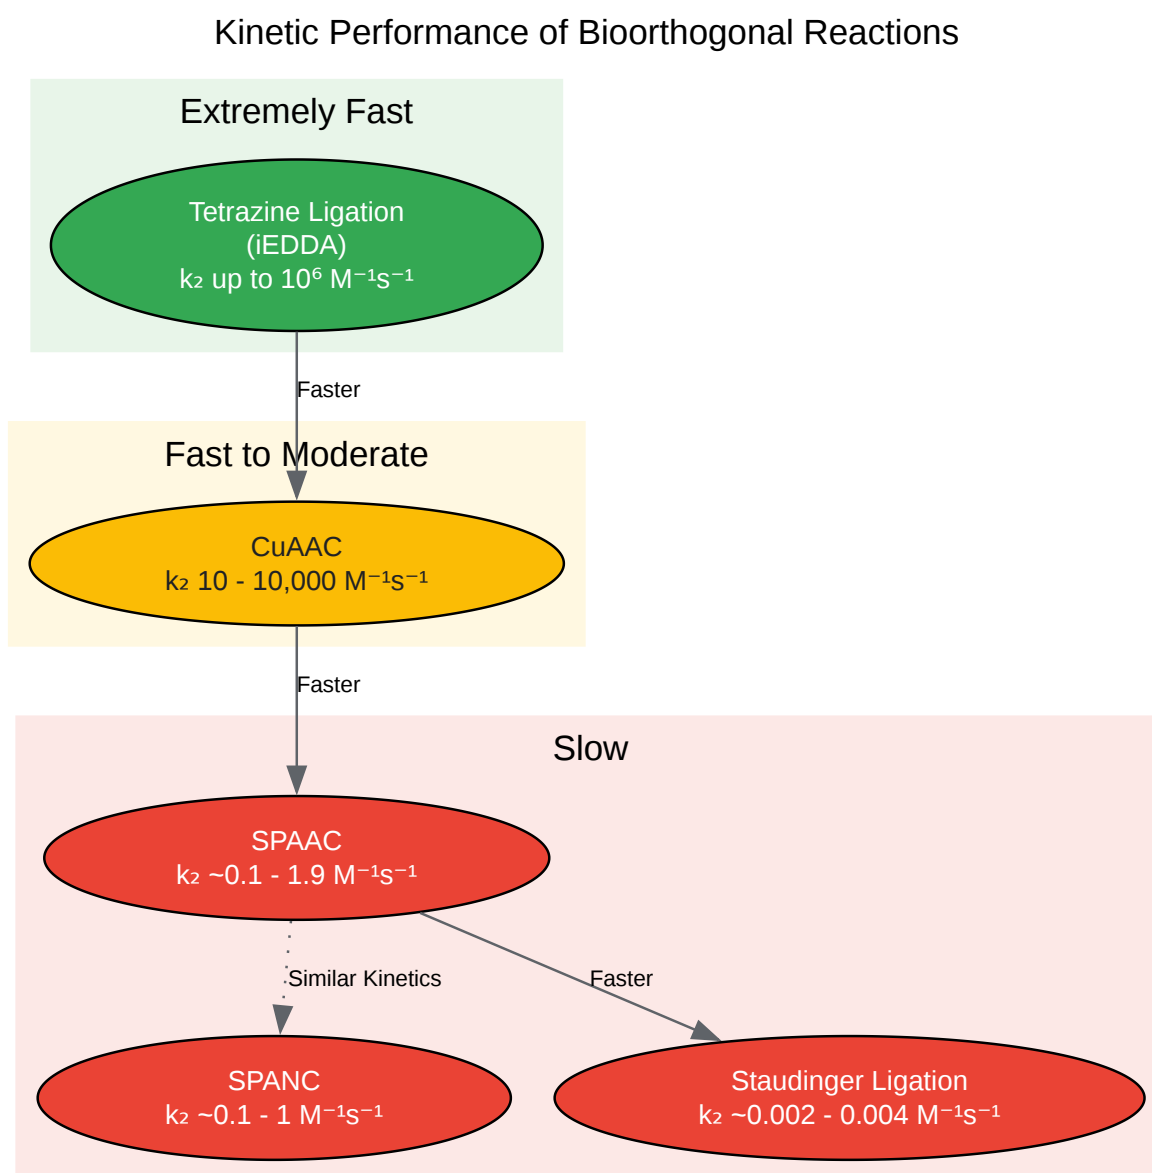 Kinetic Performance of Bioorthogonal Reactions
Extremely Fast
Tetrazine Ligation
(iEDDA)
k₂ up to 10⁶ M⁻¹s⁻¹
Faster
Fast to Moderate
CuAAC
k₂ 10 - 10,000 M⁻¹s⁻¹
Faster
Slow
SPAAC
k₂ ~0.1 - 1.9 M⁻¹s⁻¹
Similar Kinetics
Faster
SPANC
k₂ ~0.1 - 1 M⁻¹s⁻¹
Staudinger Ligation
k₂ ~0.002 - 0.004 M⁻¹s⁻¹